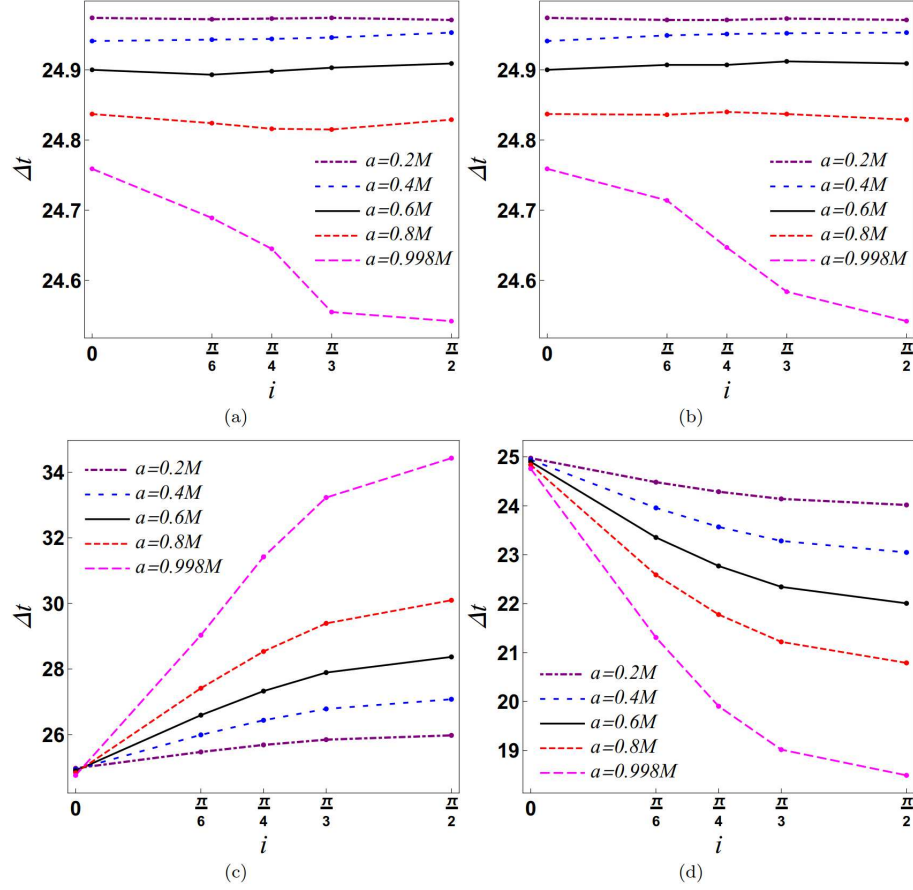 24.9
24.8
24.7
24.6
Δt
a=0.2M
a=0.4M
a=0.6M
a=0.8M
a=0.998M
0 π/6 π/4 π/3 π/2
i
(a)
24.9
24.8
24.7
24.6
Δt
a=0.2M
a=0.4M
a=0.6M
a=0.8M
a=0.998M
0 π/6 π/4 π/3 π/2
i
(b)
34
32
30
28
26
Δt
a=0.2M
a=0.4M
a=0.6M
a=0.8M
a=0.998M
0 π/6 π/4 π/3 π/2
i
(c)
25
24
23
22
21
20
19
Δt
a=0.2M
a=0.4M
a=0.6M
a=0.8M
a=0.998M
0 π/6 π/4 π/3 π/2
i
(d)